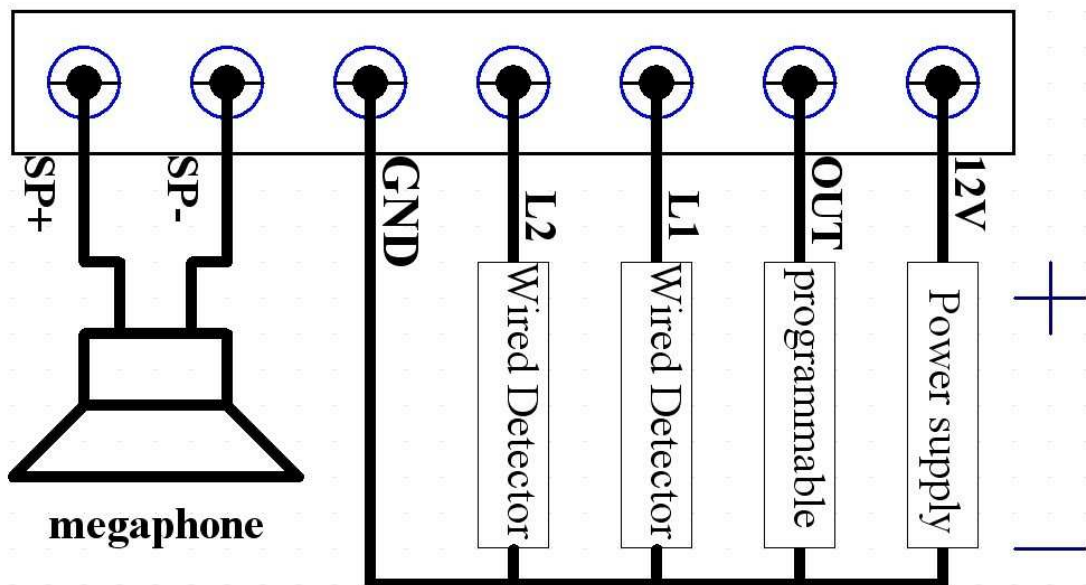 SP+
SP-
GND
L2
L1
OUT
12V
Wired Detector
Wired Detector
programmable
Power supply
megaphone